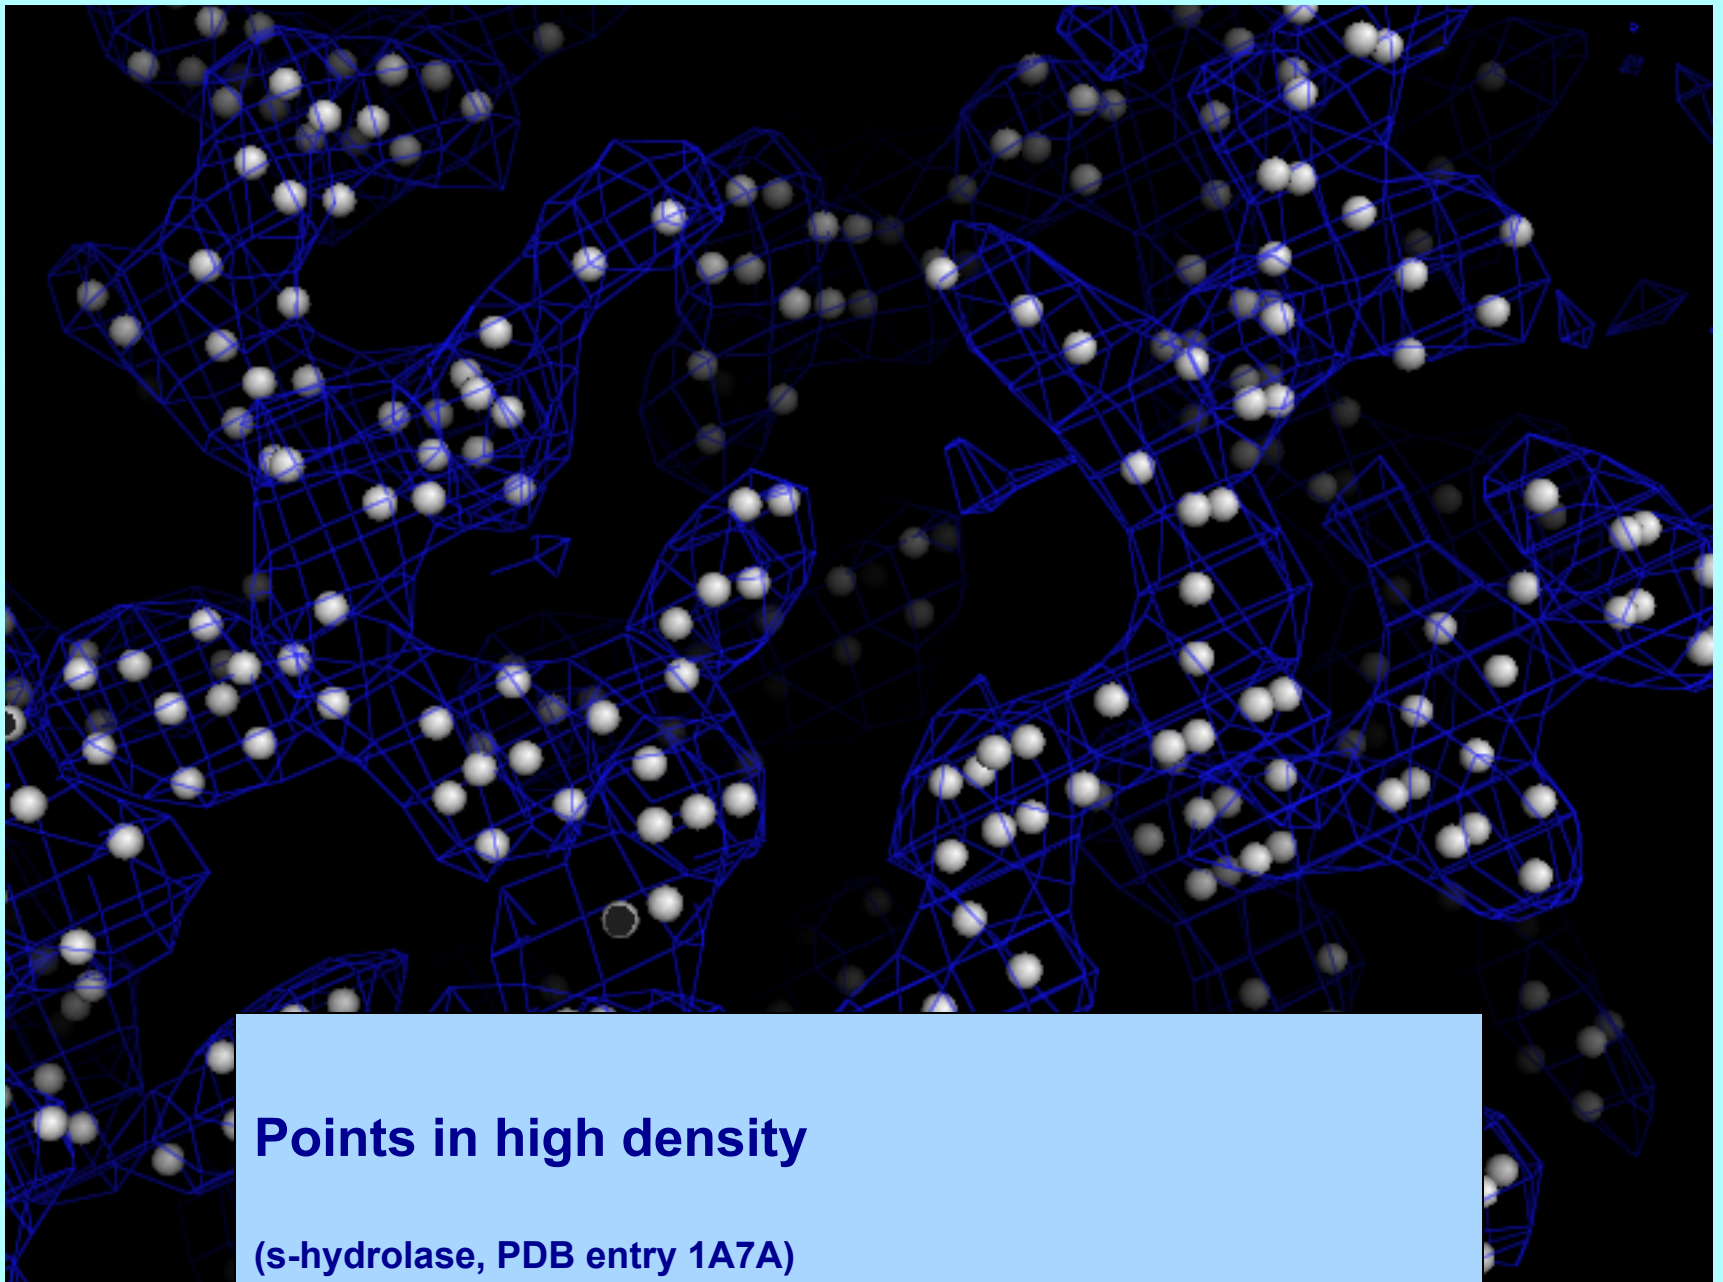 Points in high density
(s-hydrolase, PDB entry 1A7A)